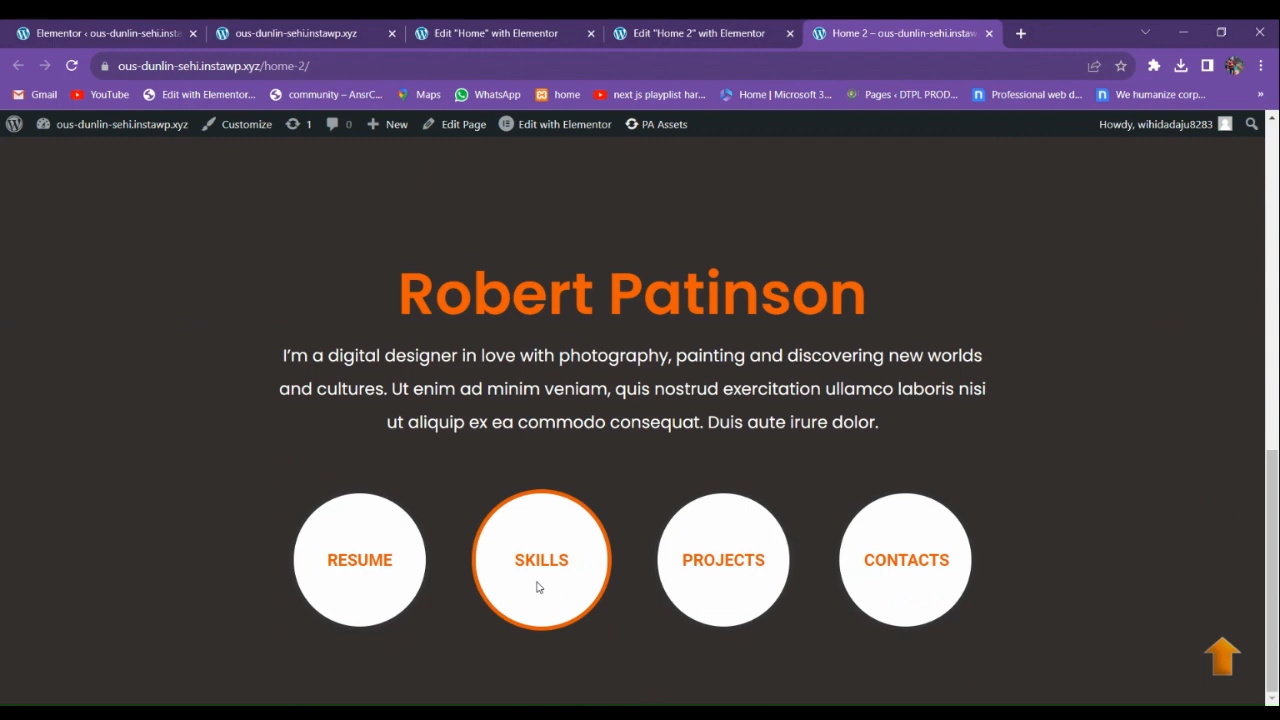 Elementor ‹ ous-dunlin-sehi.insta
ous-dunlin-sehi.instawp.xyz
Edit "Home" with Elementor
Edit "Home 2" with Elementor
Home 2 – ous-dunlin-sehi.instaw
ous-dunlin-sehi.instawp.xyz/home-2/
Gmail
YouTube
Edit with Elementor...
community – AnsrC...
Maps
WhatsApp
home
next js playplist har...
Home | Microsoft 3...
Pages ‹ DTPL PROD...
Professional web d...
We humanize corp...
»
ous-dunlin-sehi.instawp.xyz
Customize
1
0
New
Edit Page
Edit with Elementor
PA Assets
Howdy, wihidadaju8283
Robert Patinson
I'm a digital designer in love with photography, painting and discovering new worlds
and cultures. Ut enim ad minim veniam, quis nostrud exercitation ullamco laboris nisi
ut aliquip ex ea commodo consequat. Duis aute irure dolor.
RESUME
SKILLS
PROJECTS
CONTACTS